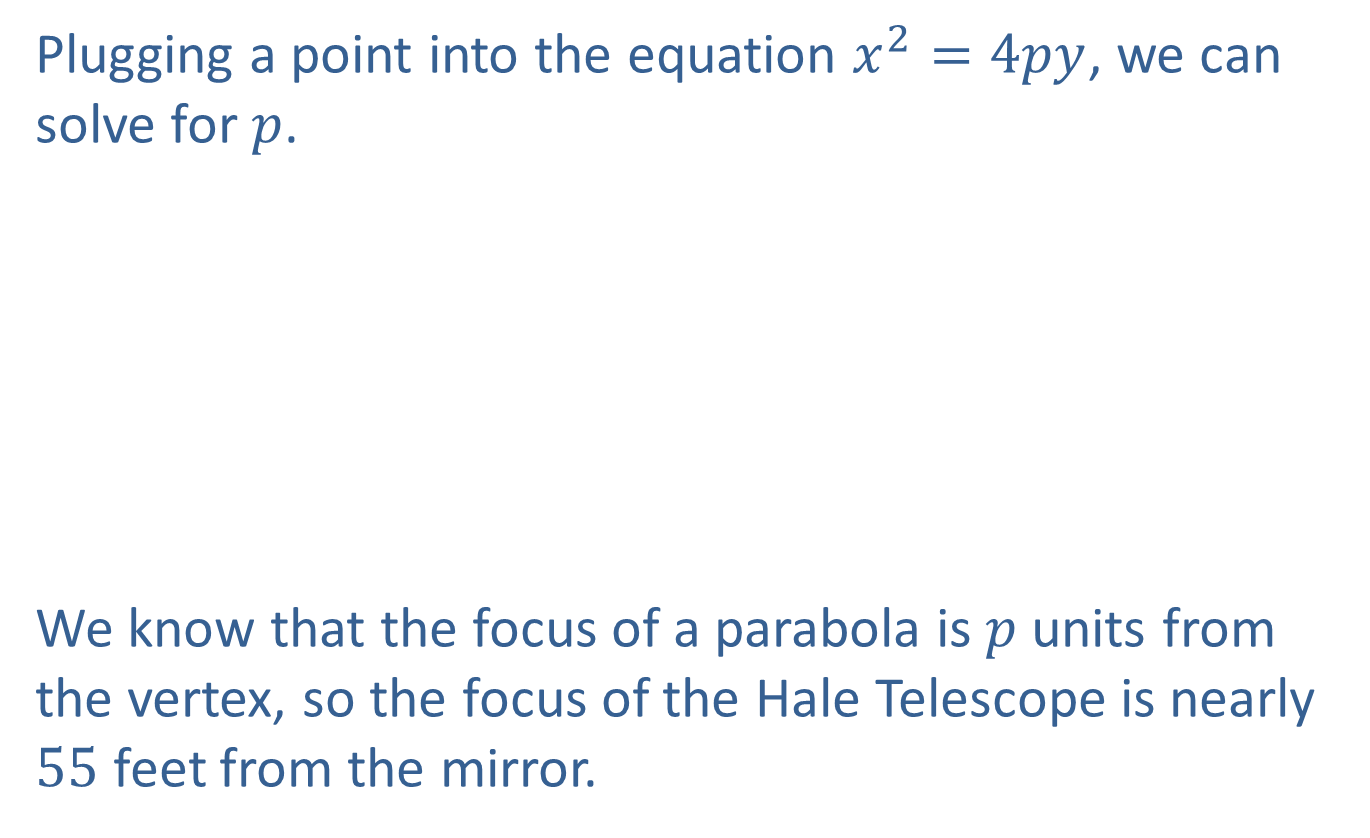 Plugging a point into the equation x² = 4py, we can
solve for p.
We know that the focus of a parabola is p units from
the vertex, so the focus of the Hale Telescope is nearly
55 feet from the mirror.